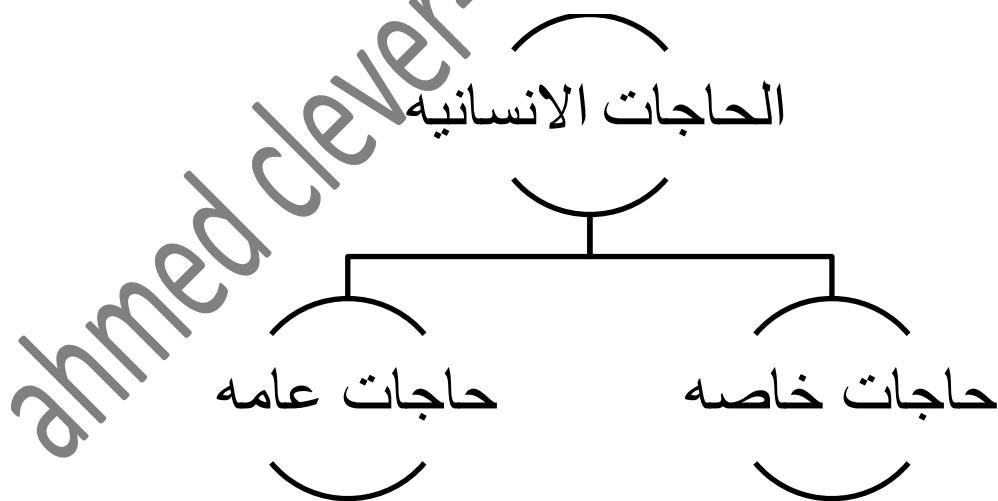 الحاجات الانسانيه
حاجات خاصه
حاجات عامه
ahmed clever